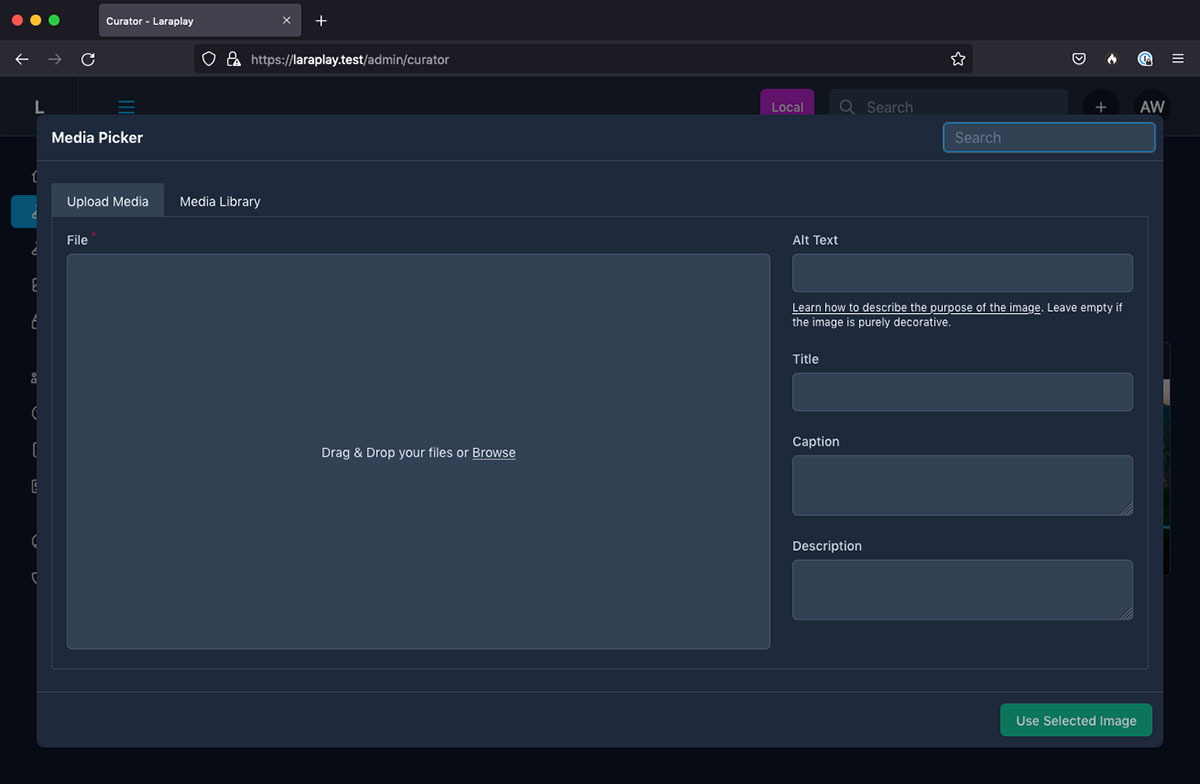 Curator - Laraplay
https://laraplay.test/admin/curator
L
Local
Search
AW
Media Picker
Search
Upload Media
Media Library
File *
Drag & Drop your files or Browse
Alt Text
Learn how to describe the purpose of the image. Leave empty if
the image is purely decorative.
Title
Caption
Description
Use Selected Image